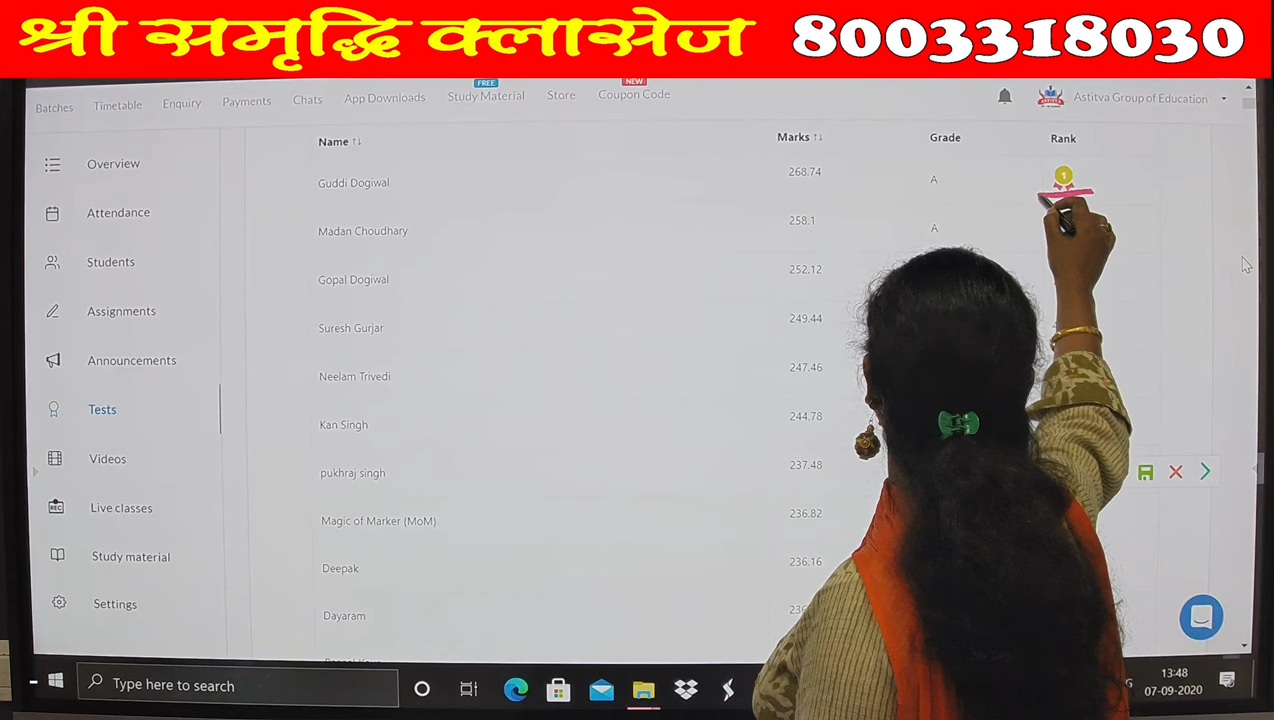 श्री समृद्धि क्लासेज 8003318030
Batches Timetable Enquiry Payments Chats App Downloads FREE Study Material Store NEW Coupon Code ASTITVA Astitva Group of Education
Name ↑↓ Marks ↑↓ Grade Rank
Overview
Guddi Dogiwal 268.74 A 1
Attendance
Madan Choudhary 258.1 A
Students
Gopal Dogiwal 252.12
Assignments
Suresh Gurjar 249.44
Announcements
Neelam Trivedi 247.46
Tests
Kan Singh 244.78
Videos
pukhraj singh 237.48
Live classes
REC
Magic of Marker (MoM) 236.82
Study material
Deepak 236.16
Settings
Dayaram
Type here to search
G 13:48
07-09-2020